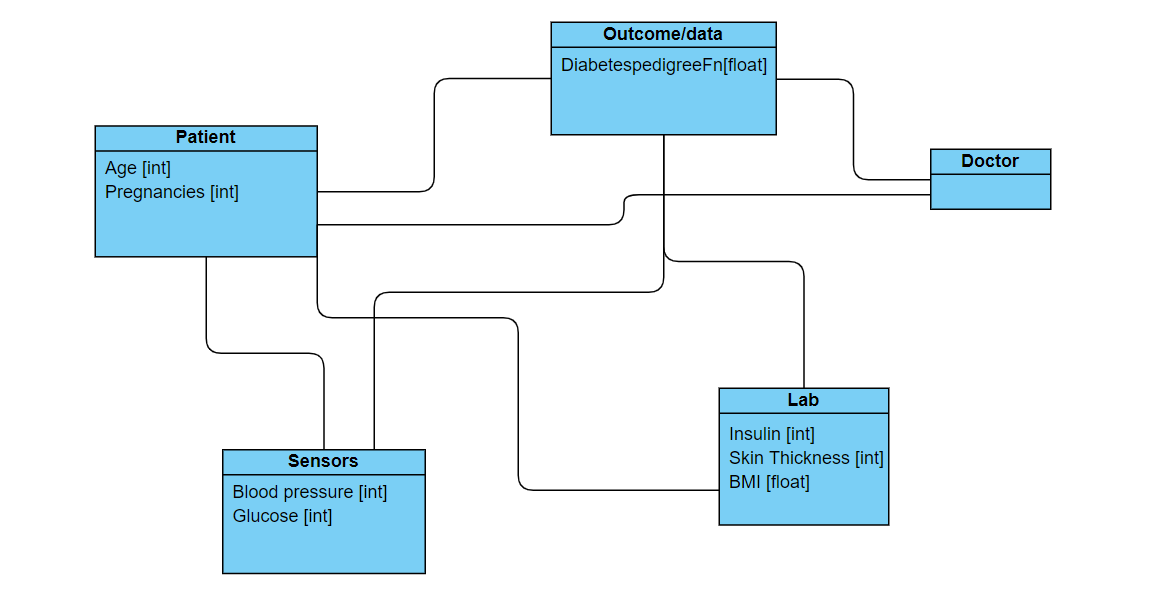 Outcome/data
DiabetespedigreeFn[float]
Patient
Age [int]
Pregnancies [int]
Doctor
Lab
Insulin [int]
Skin Thickness [int]
BMI [float]
Sensors
Blood pressure [int]
Glucose [int]